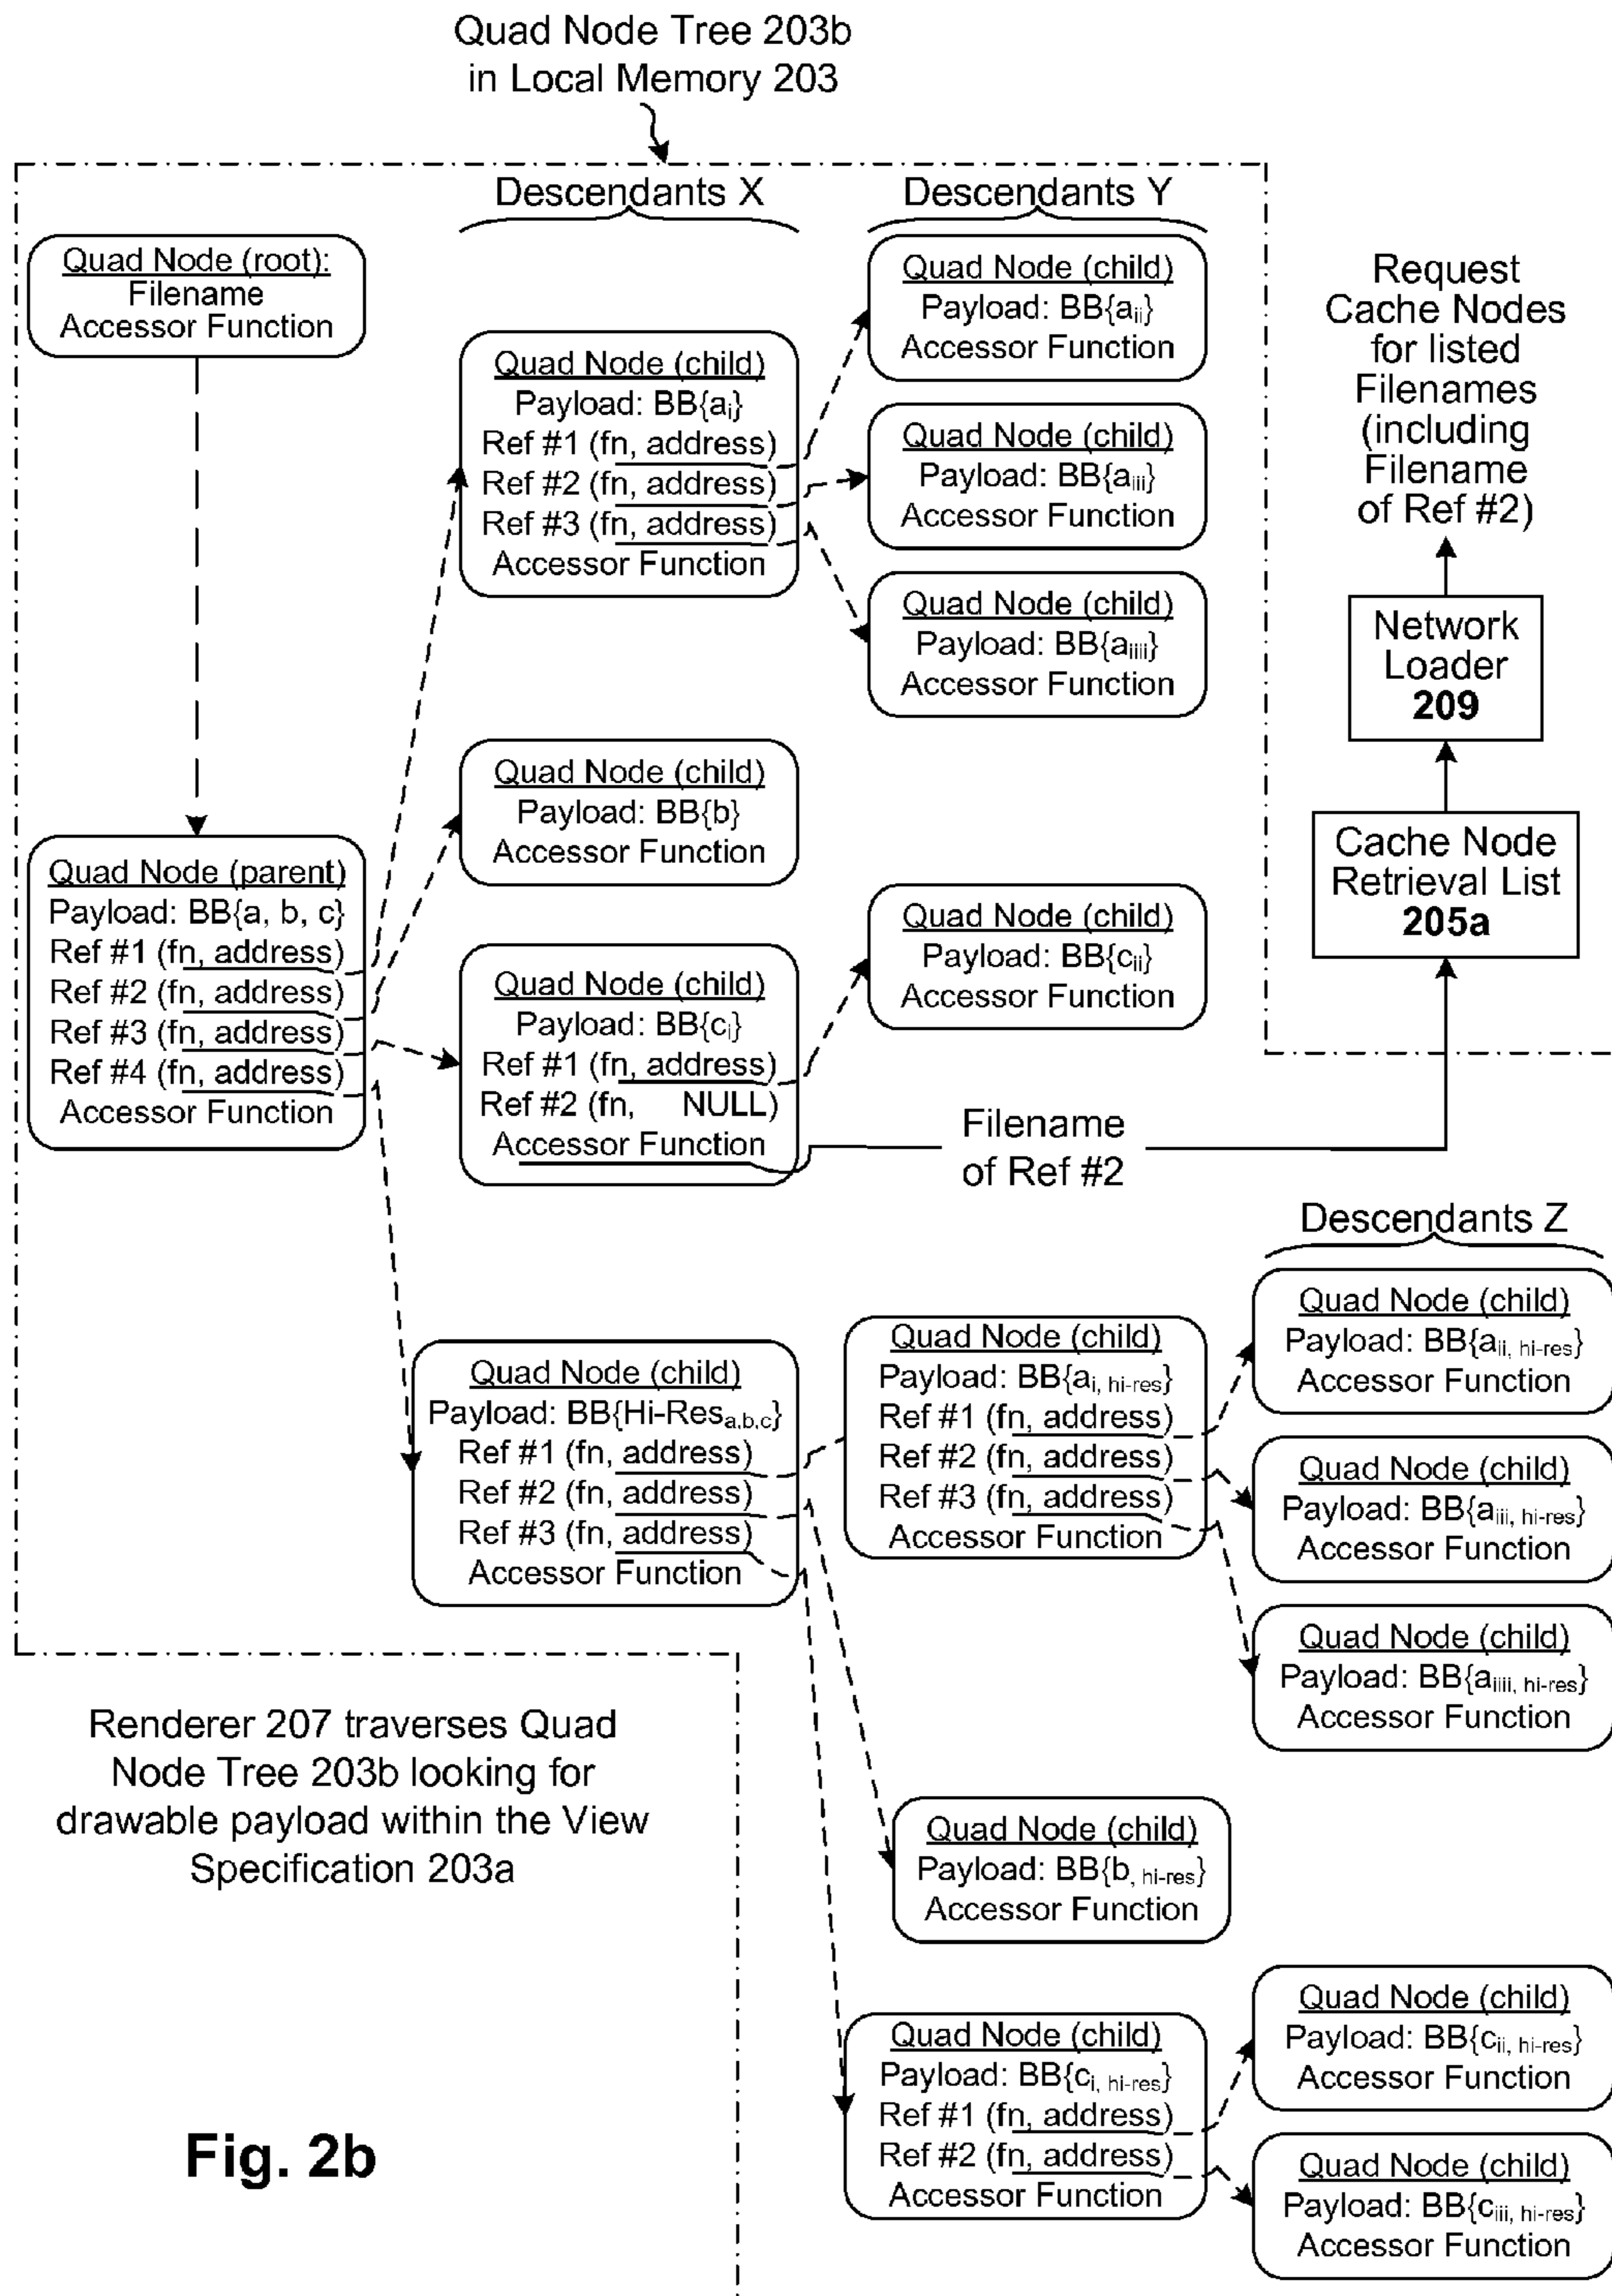 Quad Node Tree 203b
in Local Memory 203
Descendants X
Descendants Y
Quad Node (root):
Filename
Accessor Function
Quad Node (parent)
Payload: BB{a, b, c}
Ref #1 (fn, address)
Ref #2 (fn, address)
Ref #3 (fn, address)
Ref #4 (fn, address)
Accessor Function
Quad Node (child)
Payload: BB{ai}
Ref #1 (fn, address)
Ref #2 (fn, address)
Ref #3 (fn, address)
Accessor Function
Quad Node (child)
Payload: BB{b}
Accessor Function
Quad Node (child)
Payload: BB{ci}
Ref #1 (fn, address)
Ref #2 (fn, NULL)
Accessor Function
Quad Node (child)
Payload: BB{aii}
Accessor Function
Quad Node (child)
Payload: BB{aiii}
Accessor Function
Quad Node (child)
Payload: BB{aiiii}
Accessor Function
Quad Node (child)
Payload: BB{cii}
Accessor Function
Request
Cache Nodes
for listed
Filenames
(including
Filename
of Ref #2)
Network
Loader
209
Cache Node
Retrieval List
205a
Filename
of Ref #2
Descendants Z
Quad Node (child)
Payload: BB{Hi-Resa,b,c}
Ref #1 (fn, address)
Ref #2 (fn, address)
Ref #3 (fn, address)
Accessor Function
Quad Node (child)
Payload: BB{ai, hi-res}
Ref #1 (fn, address)
Ref #2 (fn, address)
Ref #3 (fn, address)
Accessor Function
Quad Node (child)
Payload: BB{aii, hi-res}
Accessor Function
Quad Node (child)
Payload: BB{aiii, hi-res}
Accessor Function
Quad Node (child)
Payload: BB{aiiii, hi-res}
Accessor Function
Renderer 207 traverses Quad
Node Tree 203b looking for
drawable payload within the View
Specification 203a
Quad Node (child)
Payload: BB{b, hi-res}
Accessor Function
Quad Node (child)
Payload: BB{ci, hi-res}
Ref #1 (fn, address)
Ref #2 (fn, address)
Accessor Function
Quad Node (child)
Payload: BB{cii, hi-res}
Accessor Function
Quad Node (child)
Payload: BB{ciii, hi-res}
Accessor Function
Fig. 2b